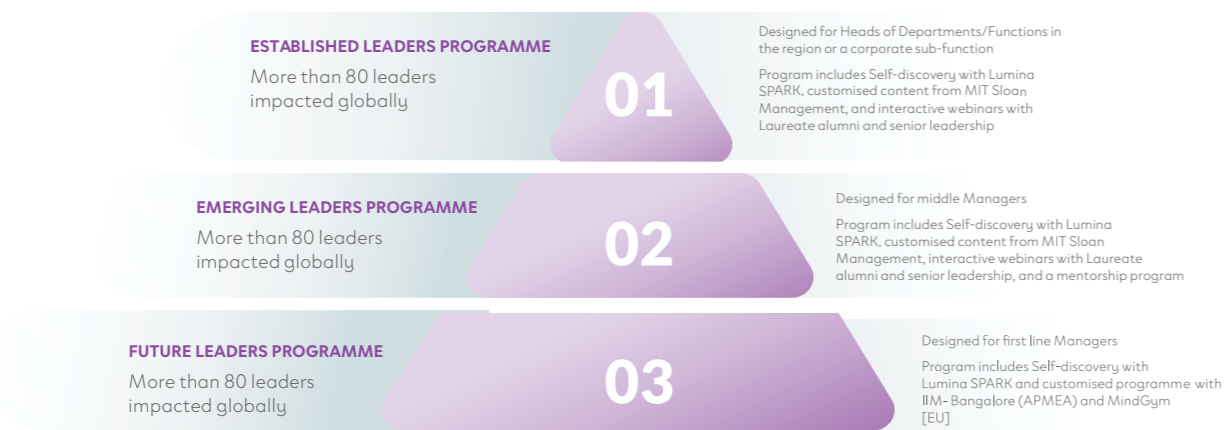 ESTABLISHED LEADERS PROGRAMME
More than 80 leaders
impacted globally
01
Designed for Heads of Departments/Functions in
the region or a corporate sub-function
Program includes Self-discovery with Lumina
SPARK, customised content from MIT Sloan
Management, and interactive webinars with
Laureate alumni and senior leadership
EMERGING LEADERS PROGRAMME
More than 80 leaders
impacted globally
02
Designed for middle Managers
Program includes Self-discovery with Lumina
SPARK, customised content from MIT Sloan
Management, interactive webinars with Laureate
alumni and senior leadership, and a mentorship program
FUTURE LEADERS PROGRAMME
More than 80 leaders
impacted globally
03
Designed for first line Managers
Program includes Self-discovery with
Lumina SPARK and customised programme with
IIM- Bangalore (APMEA) and MindGym
[EU]